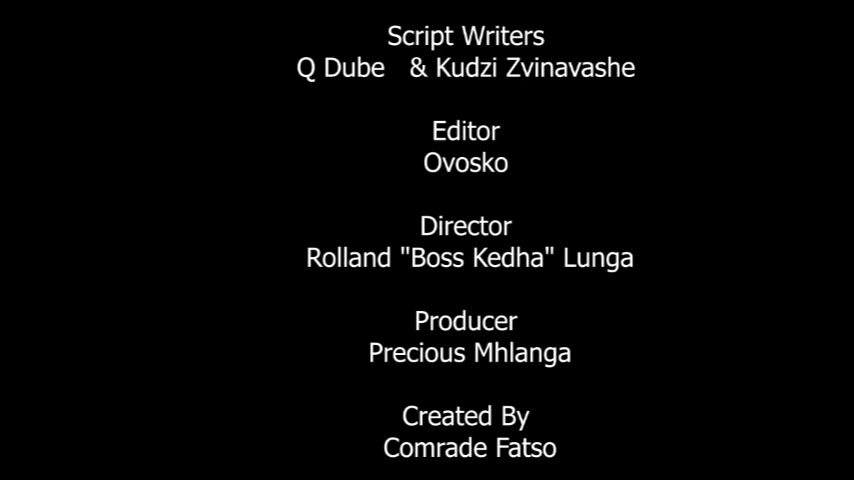 Script Writers
Q Dube & Kudzi Zvinavashe
Editor
Ovosko
Director
Rolland "Boss Kedha" Lunga
Producer
Precious Mhlanga
Created By
Comrade Fatso